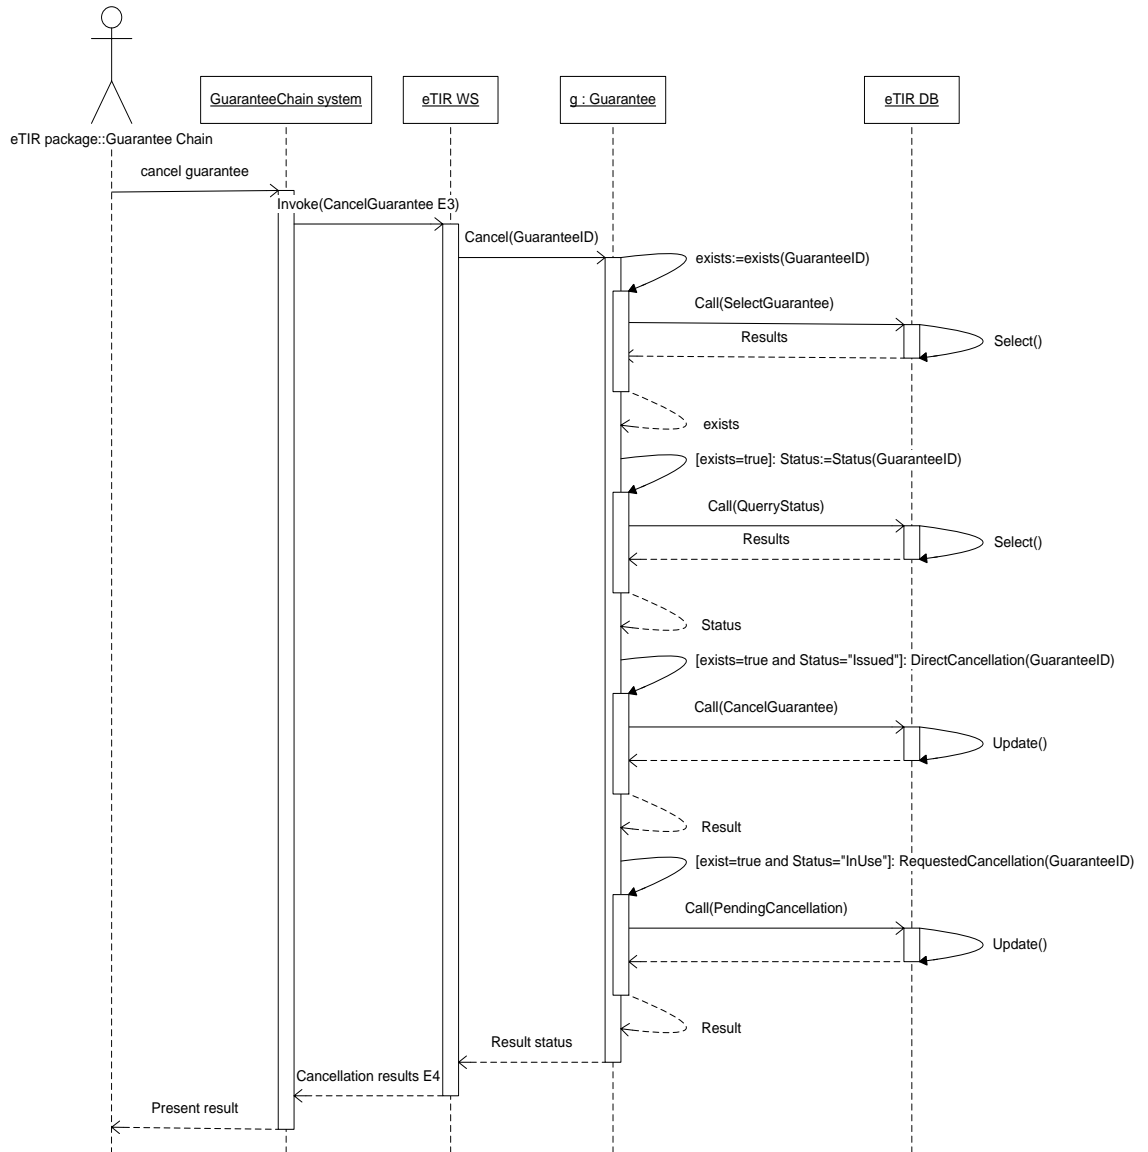 GuaranteeChain system
eTIR WS
g : Guarantee
eTIR DB
eTIR package::Guarantee Chain
cancel guarantee
Invoke(CancelGuarantee E3)
Cancel(GuaranteeID)
exists:=exists(GuaranteeID)
Call(SelectGuarantee)
Results
Select()
exists
[exists=true]: Status:=Status(GuaranteeID)
Call(QuerryStatus)
Results
Select()
Status
[exists=true and Status="Issued"]: DirectCancellation(GuaranteeID)
Call(CancelGuarantee)
Update()
Result
[exist=true and Status="InUse"]: RequestedCancellation(GuaranteeID)
Call(PendingCancellation)
Update()
Result
Result status
Cancellation results E4
Present result